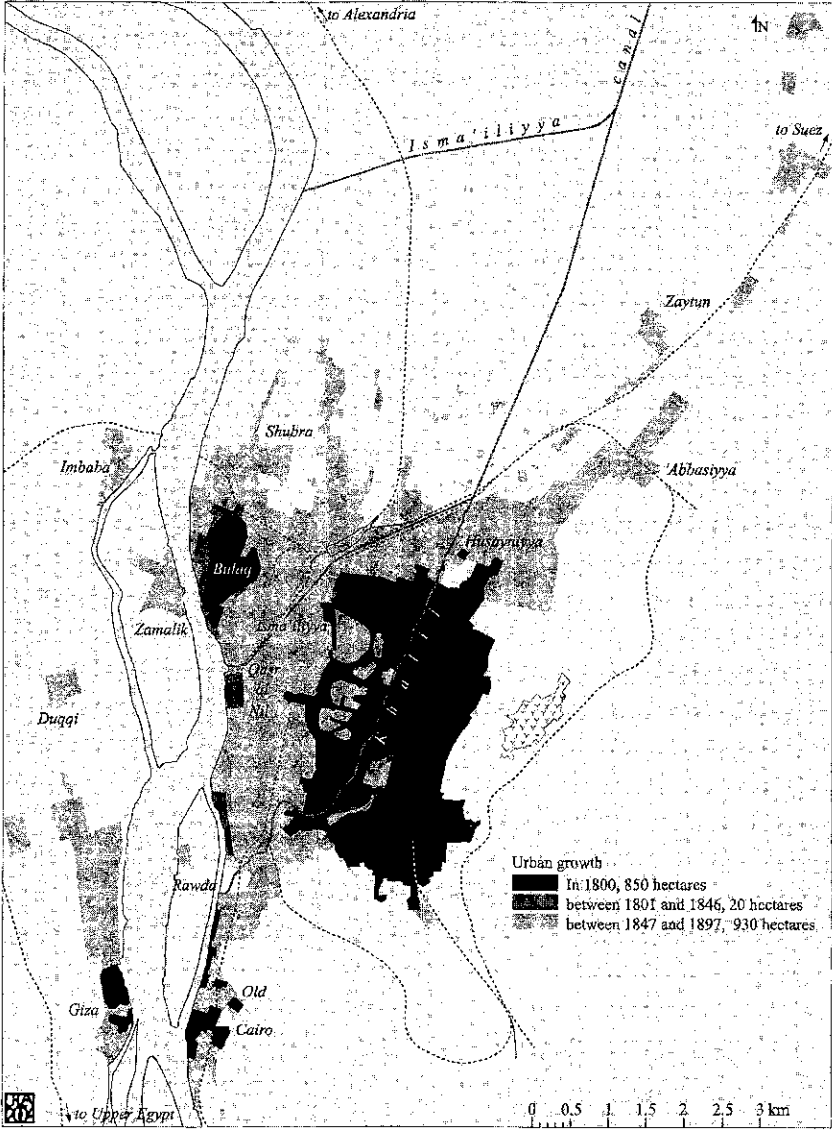 to Alexandria
N
canal
Isma'iliyya
to Suez
Zaytun
Shubra
Imbaba
Abbasiyya
Husayniyya
Bulaq
Zamalik
Isma'iliyya
Qasr
al-
Nil
Khalij
Duqqi
Urban growth
In 1800, 850 hectares
between 1801 and 1846, 20 hectares
between 1847 and 1897, 930 hectares
Rawda
Old
Cairo
Giza
to Upper Egypt
0 0.5 1 1.5 2 2.5 3 km